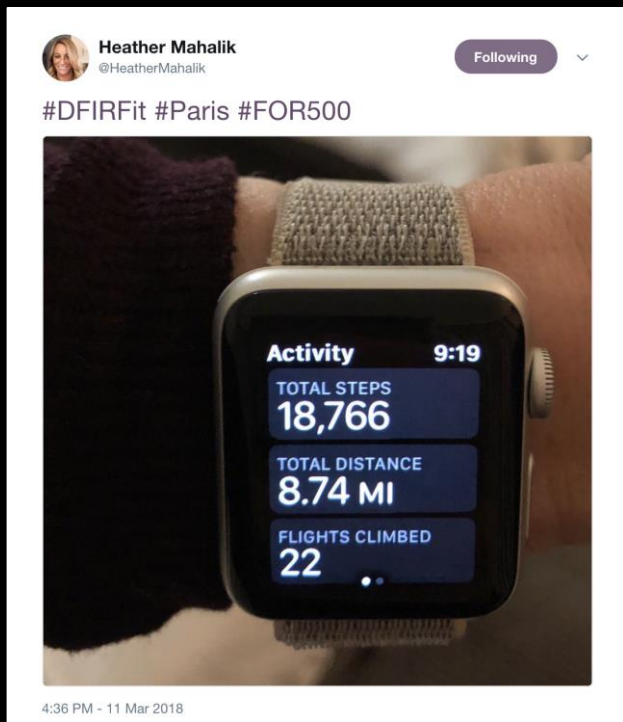 Heather Mahalik
@HeatherMahalik
Following
#DFIRFit #Paris #FOR500
Activity 9:19
TOTAL STEPS
18,766
TOTAL DISTANCE
8.74 MI
FLIGHTS CLIMBED
22
4:36 PM - 11 Mar 2018